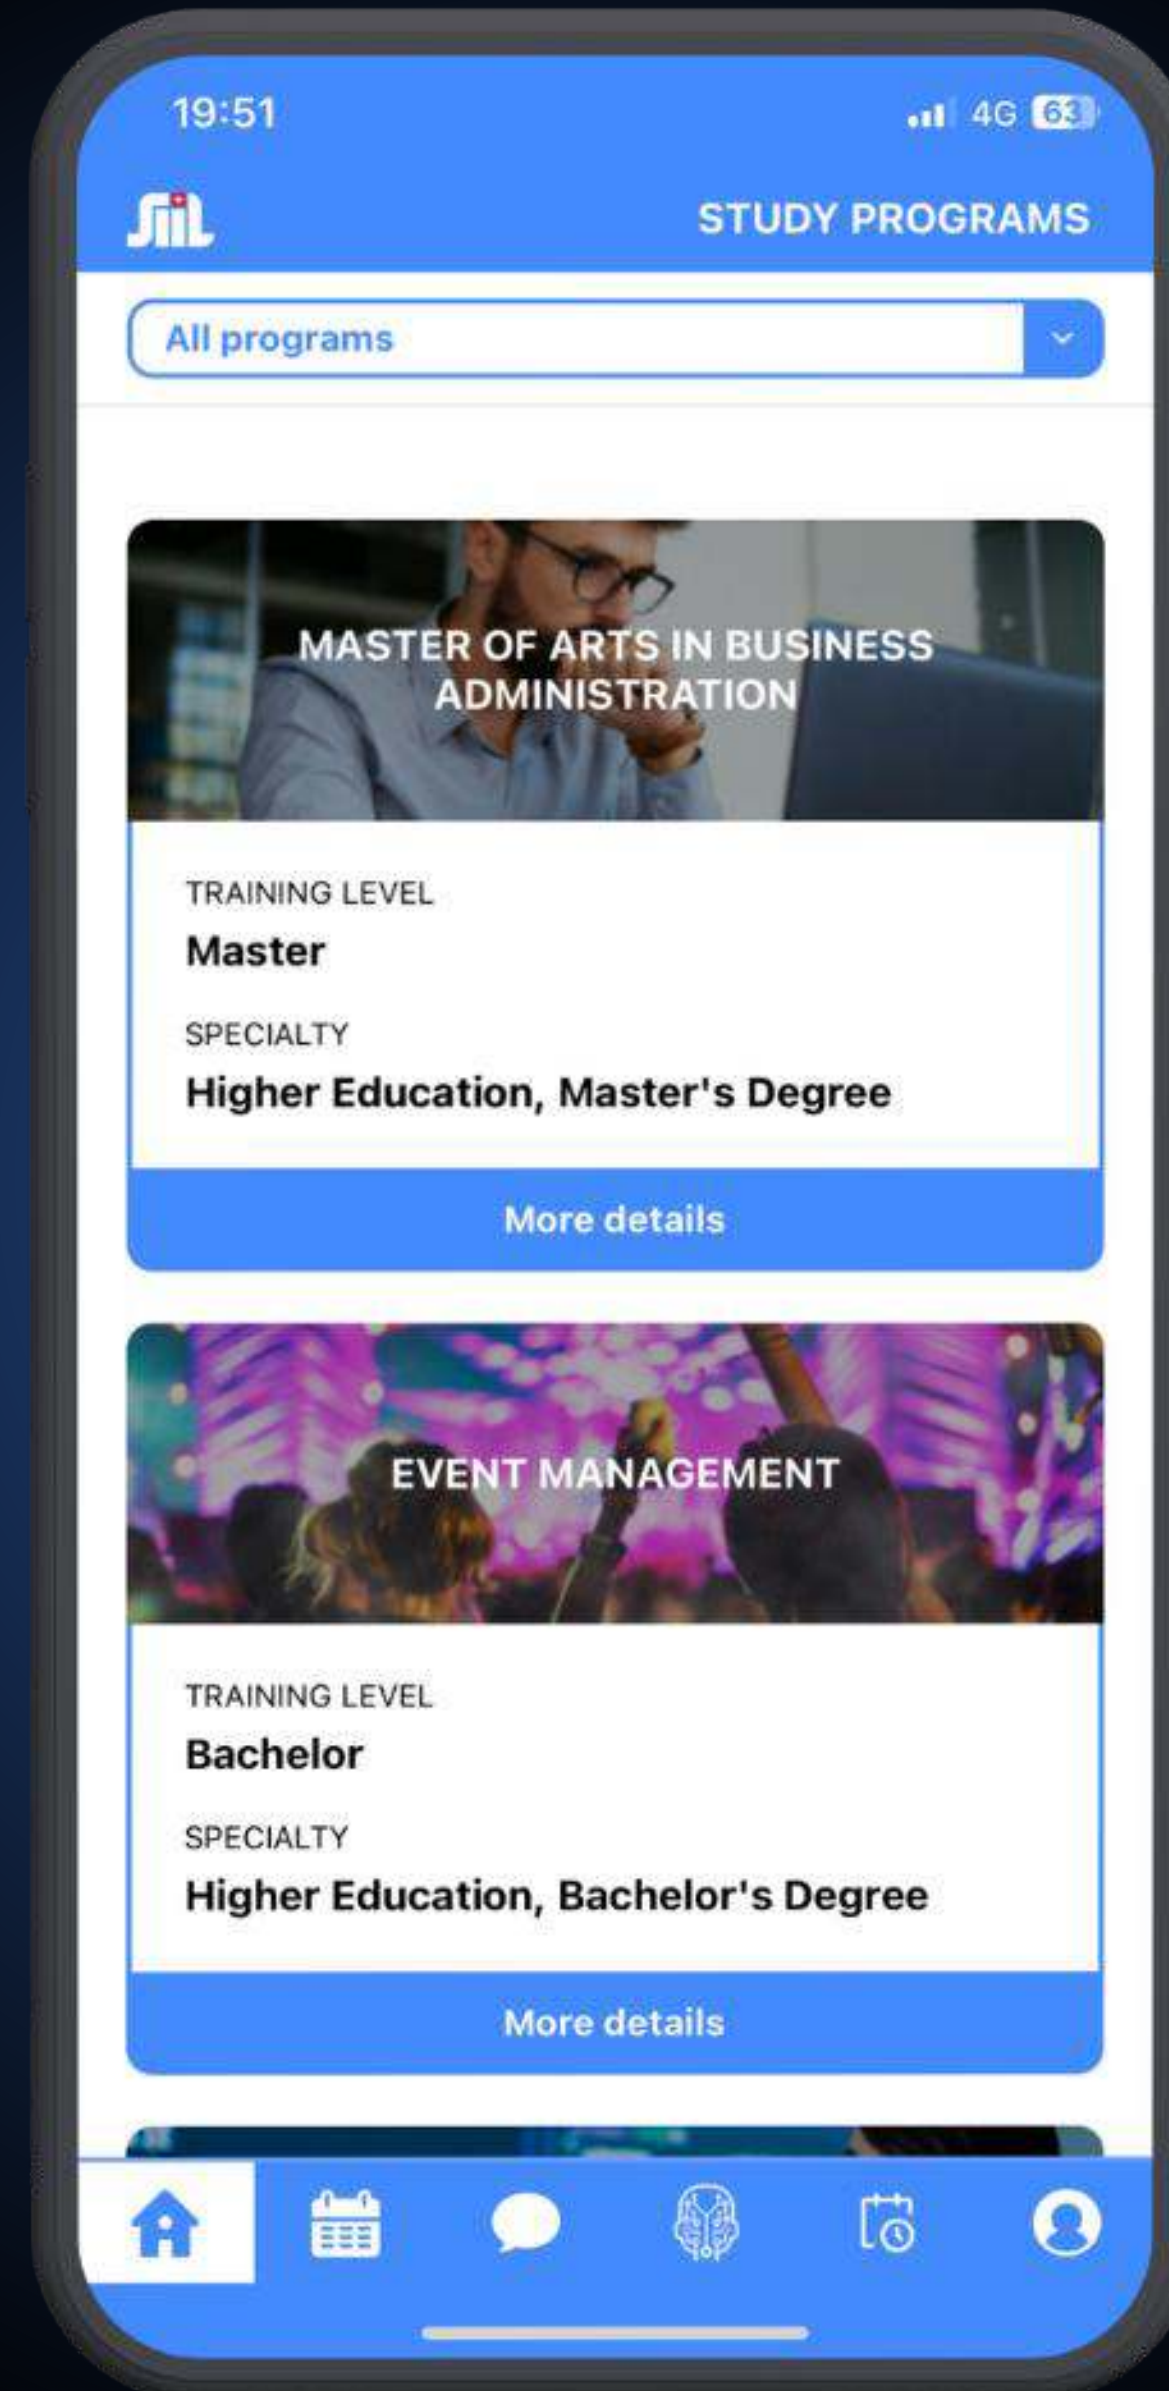 19:51
4G 63
SiiL
STUDY PROGRAMS
All programs
MASTER OF ARTS IN BUSINESS
ADMINISTRATION
TRAINING LEVEL
Master
SPECIALTY
Higher Education, Master's Degree
More details
EVENT MANAGEMENT
TRAINING LEVEL
Bachelor
SPECIALTY
Higher Education, Bachelor's Degree
More details